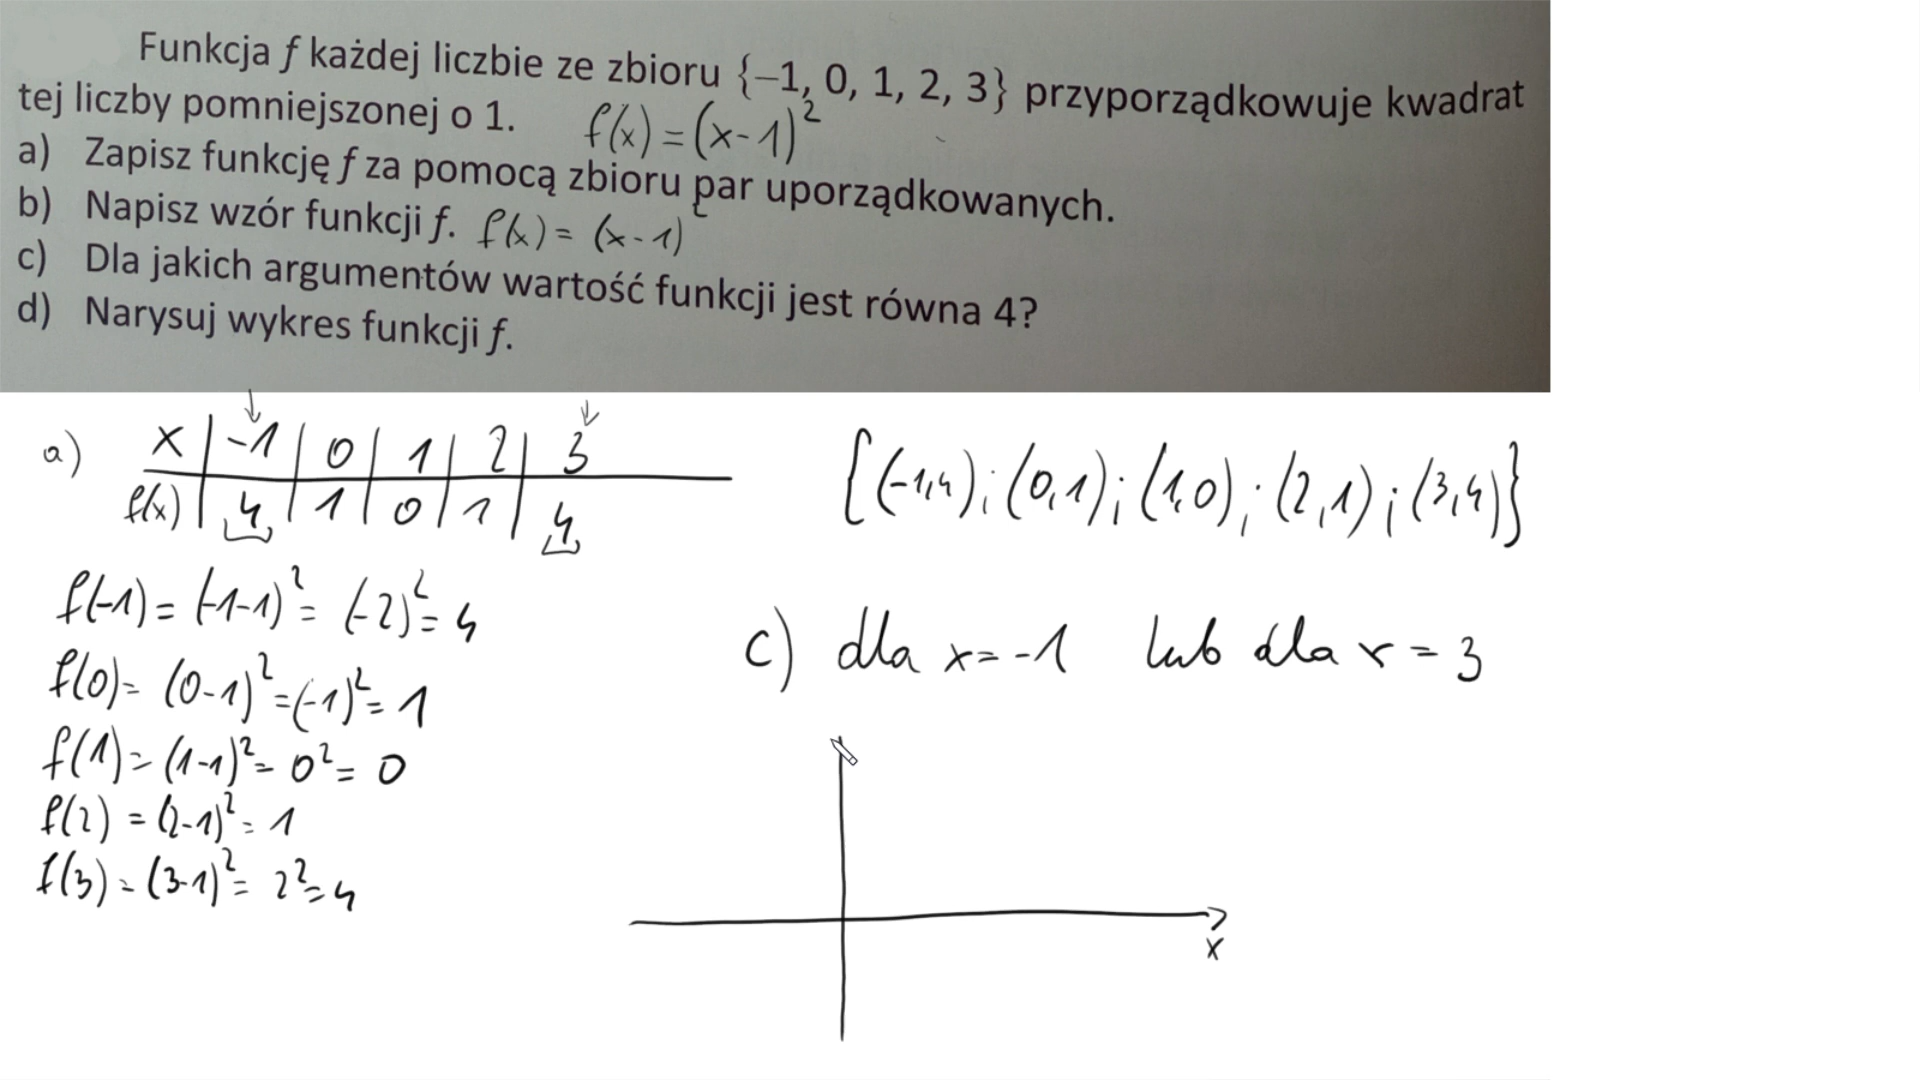 Funkcja f każdej liczbie ze zbioru {–1, 0, 1, 2, 3} przyporządkowuje kwadrat
tej liczby pomniejszonej o 1. f(x) = (x-1)²
a) Zapisz funkcję f za pomocą zbioru par uporządkowanych.
b) Napisz wzór funkcji f. f(x) = (x-1)²
c) Dla jakich argumentów wartość funkcji jest równa 4?
d) Narysuj wykres funkcji f.
a) x | -1 | 0 | 1 | 2 | 3
f(x) | 4 | 1 | 0 | 1 | 4
{(-1,4); (0,1); (1,0); (2,1); (3,4)}
f(-1) = (-1-1)² = (-2)² = 4
f(0) = (0-1)² = (-1)² = 1
f(1) = (1-1)² = 0² = 0
f(2) = (2-1)² = 1
f(3) = (3-1)² = 2² = 4
c) dla x = -1 lub dla x = 3
x